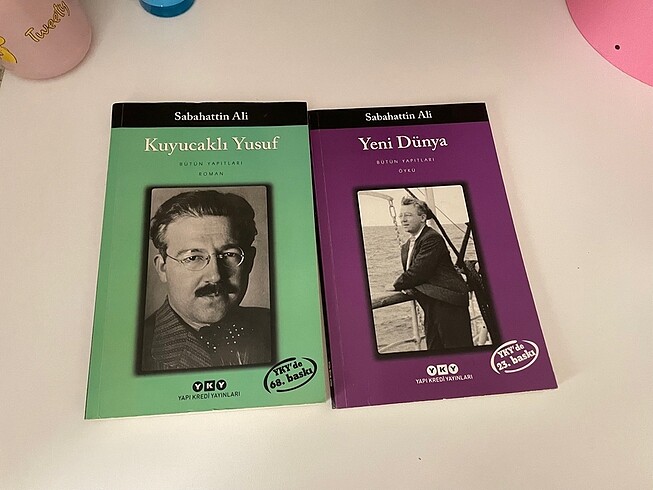 Tweety
Sabahattin Ali
Kuyucaklı Yusuf
BÜTÜN YAPITLARI
ROMAN
YKY'de
68. baskı
YKY
YAPI KREDİ YAYINLARI
Sabahattin Ali
Yeni Dünya
BÜTÜN YAPITLARI
ÖYKÜ
YKY'de
23. baskı
YKY
YAPI KREDİ YAYINLARI